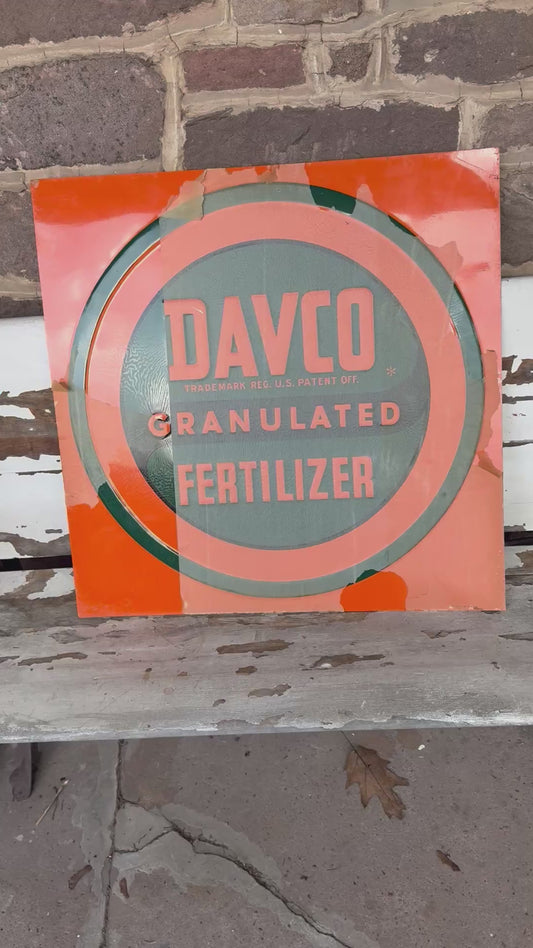 DAVCO
TRADEMARK REG. U.S. PATENT OFF. *
GRANULATED
FERTILIZER